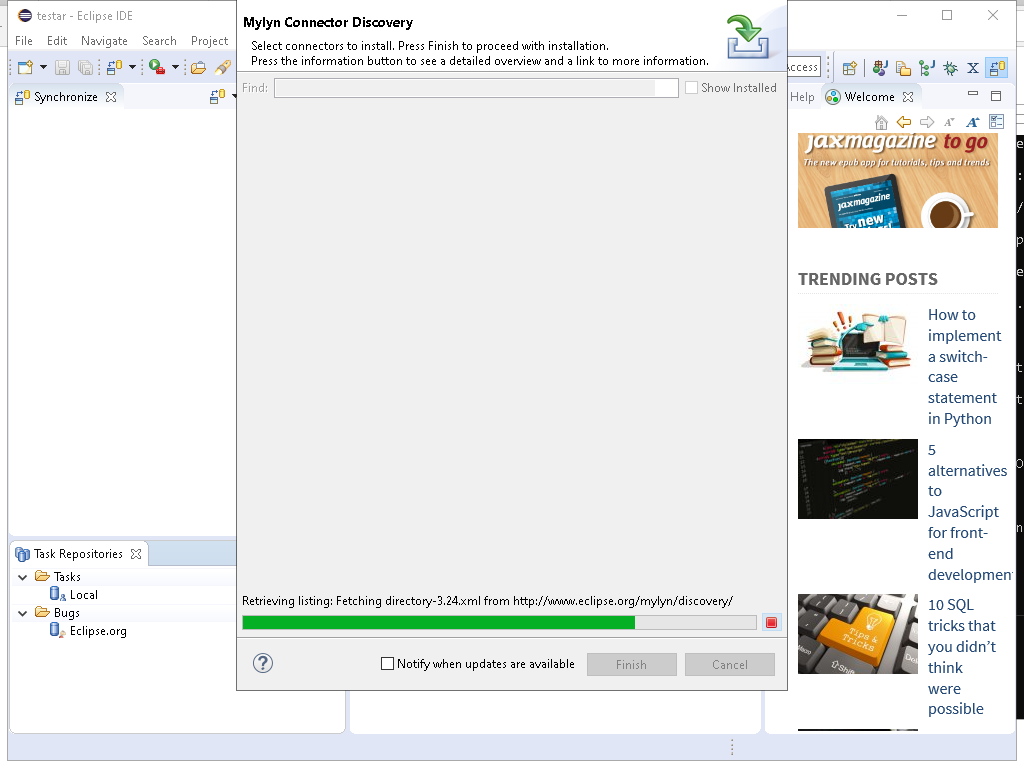 testar - Eclipse IDE
File Edit Navigate Search Project
Synchronize
Mylyn Connector Discovery
Select connectors to install. Press Finish to proceed with installation.
Press the information button to see a detailed overview and a link to more information.
Find:
Show Installed
Retrieving listing: Fetching directory-3.24.xml from http://www.eclipse.org/mylyn/discovery/
Notify when updates are available
Finish
Cancel
Task Repositories
Tasks
Local
Bugs
Eclipse.org
Help
Welcome
jaxmagazine to go
The new epub app for tutorials, tips and trends
jaxmagazine
TRENDING POSTS
How to
implement
a switch-
case
statement
in Python
5
alternatives
to
JavaScript
for front-
end
developmen
Tips &
Tricks
Shift
10 SQL
tricks that
you didn't
think
were
possible